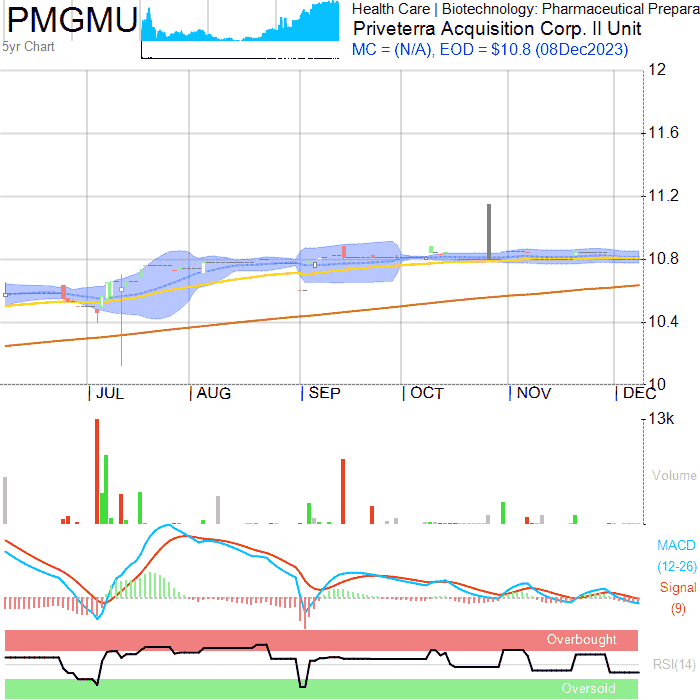 PMGMU
5yr Chart
Health Care | Biotechnology: Pharmaceutical Prepara
Priveterra Acquisition Corp. II Unit
MC = (N/A), EOD = $10.8 (08Dec2023)
12
11.6
11.2
10.8
10.4
10
JUL AUG SEP OCT NOV DEC
13k
Volume
MACD
(12-26)
Signal
(9)
Overbought
RSI(14)
Oversold